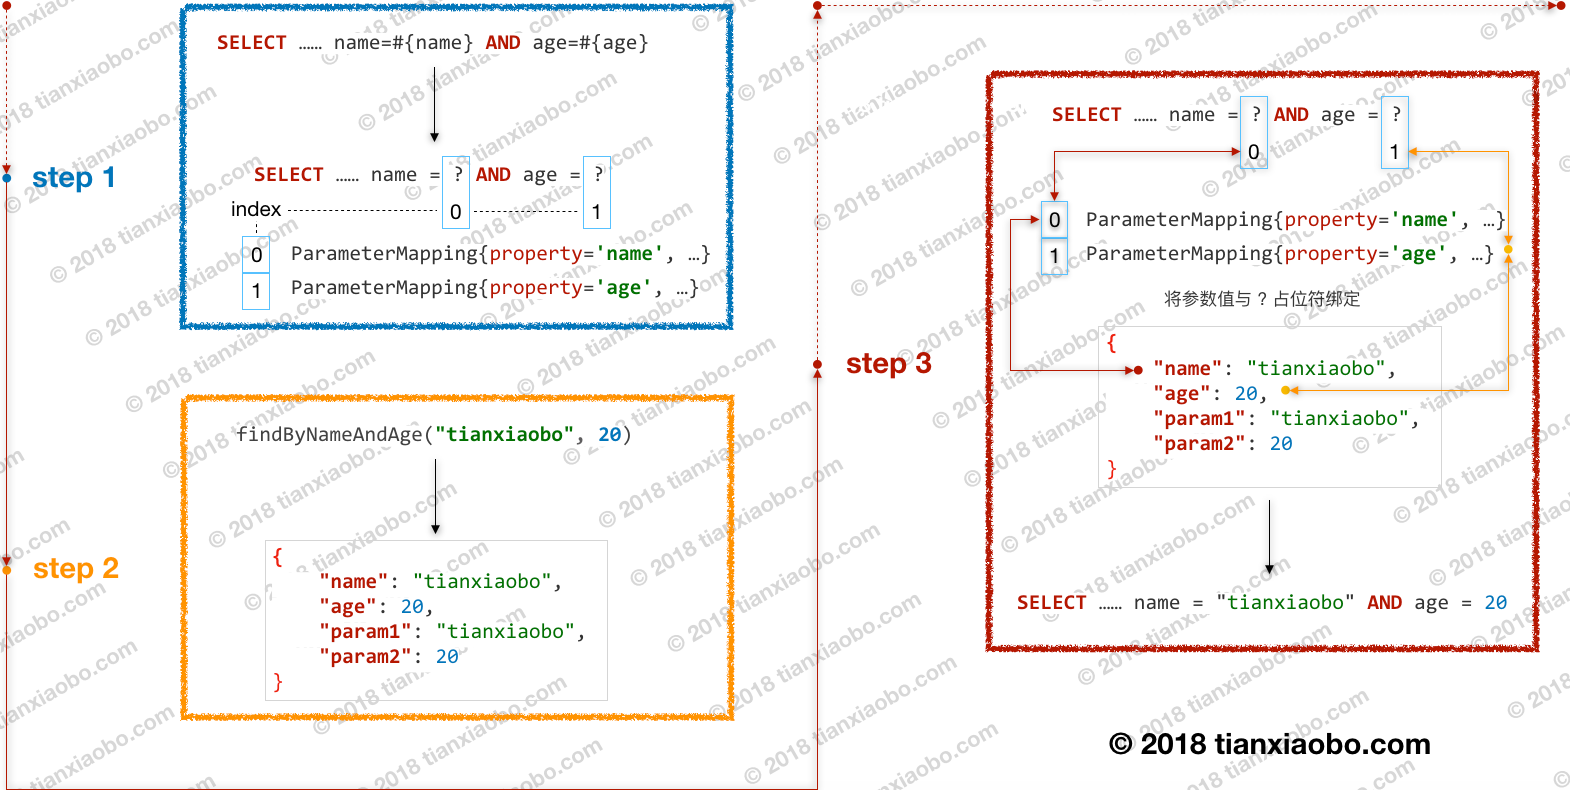 SELECT …… name=#{name} AND age=#{age}
step 1
SELECT …… name = ? AND age = ?
index 0 1
0 ParameterMapping{property='name', …}
1 ParameterMapping{property='age', …}
step 2
findByNameAndAge("tianxiaobo", 20)
{
"name": "tianxiaobo",
"age": 20,
"param1": "tianxiaobo",
"param2": 20
}
step 3
SELECT …… name = ? AND age = ?
0 1
0 ParameterMapping{property='name', …}
1 ParameterMapping{property='age', …}
将参数值与 ? 占位符绑定
{
"name": "tianxiaobo",
"age": 20,
"param1": "tianxiaobo",
"param2": 20
}
SELECT …… name = "tianxiaobo" AND age = 20
© 2018 tianxiaobo.com